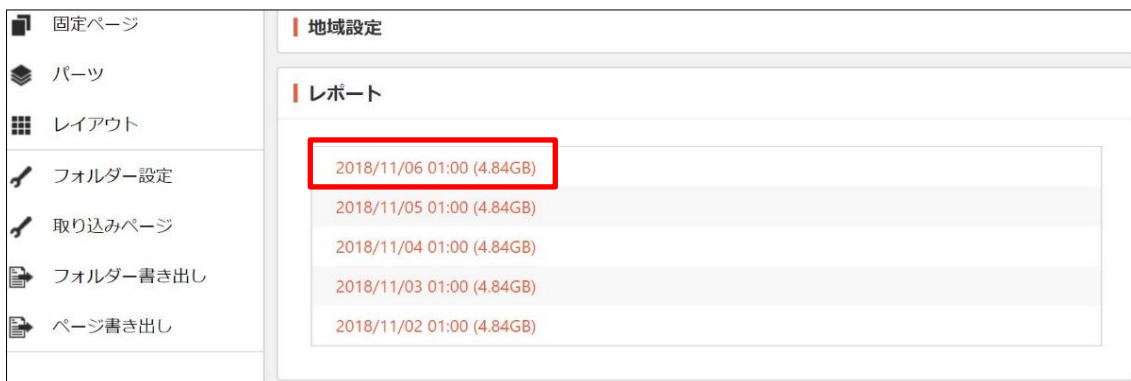 固定ページ
パーツ
レイアウト
フォルダー設定
取り込みページ
フォルダー書き出し
ページ書き出し
地域設定
レポート
2018/11/06 01:00 (4.84GB)
2018/11/05 01:00 (4.84GB)
2018/11/04 01:00 (4.84GB)
2018/11/03 01:00 (4.84GB)
2018/11/02 01:00 (4.84GB)